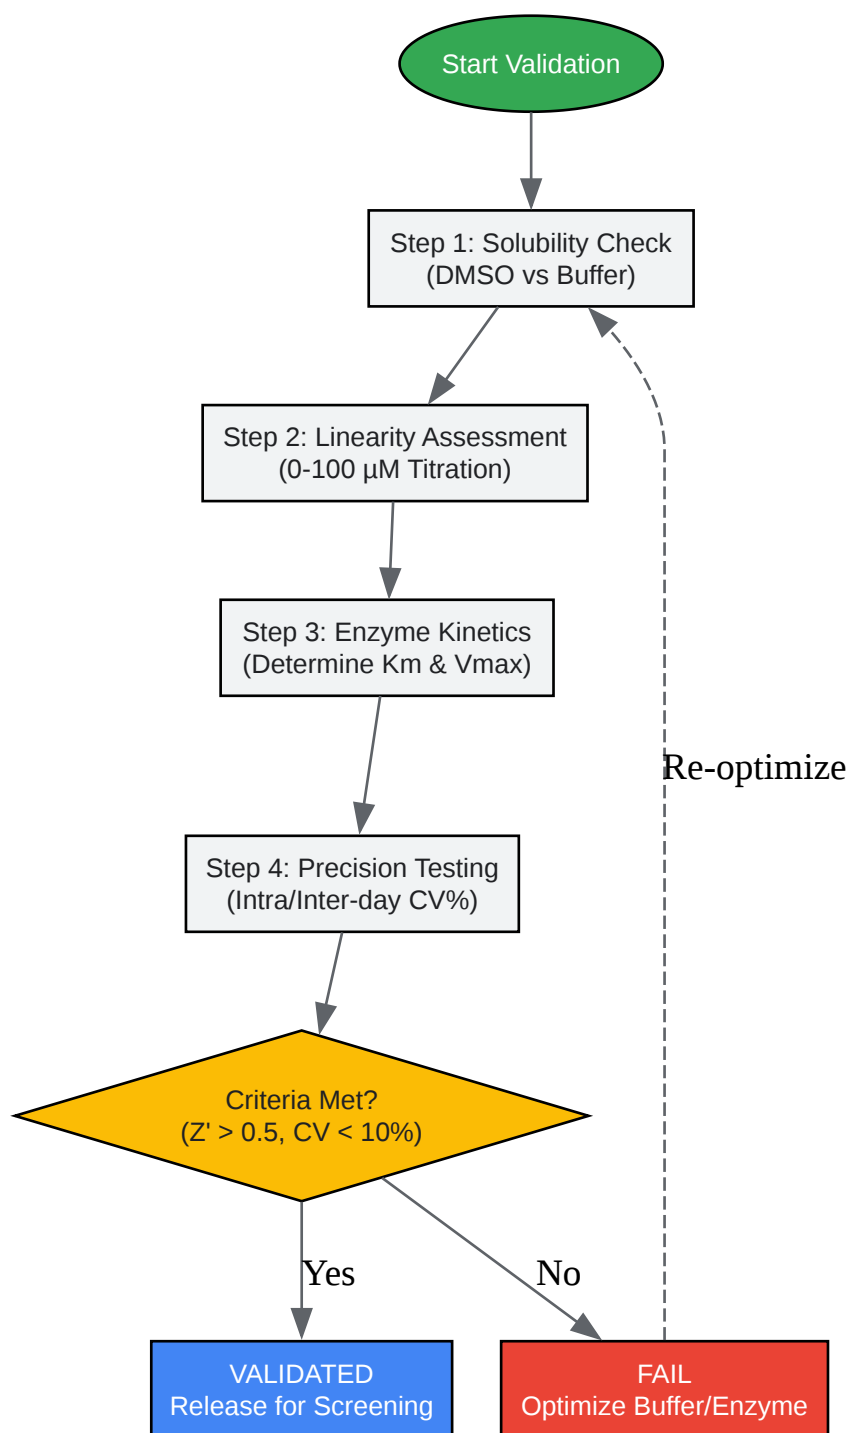 Start Validation
Step 1: Solubility Check
(DMSO vs Buffer)
Step 2: Linearity Assessment
(0-100 µM Titration)
Step 3: Enzyme Kinetics
(Determine Km & Vmax)
Re-optimize
Step 4: Precision Testing
(Intra/Inter-day CV%)
Criteria Met?
(Z' > 0.5, CV < 10%)
Yes
No
VALIDATED
Release for Screening
FAIL
Optimize Buffer/Enzyme